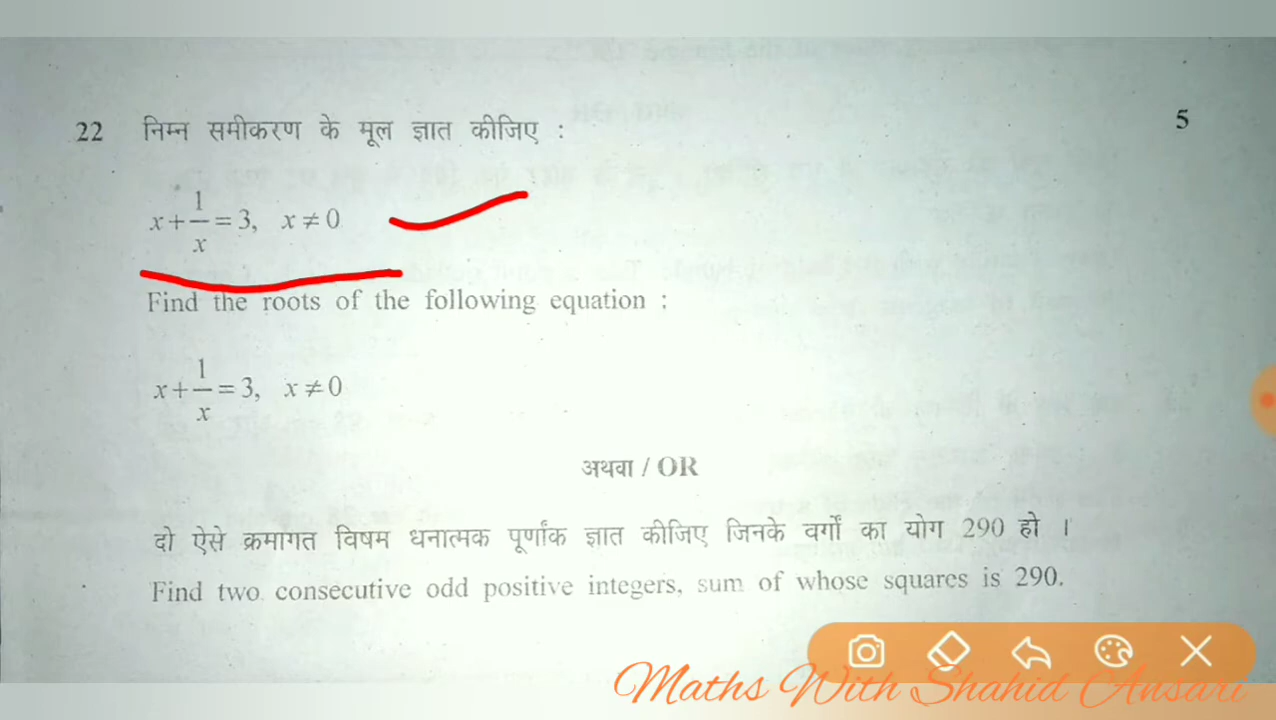 22 निम्न समीकरण के मूल ज्ञात कीजिए : 5
x + 1/x = 3, x ≠ 0
Find the roots of the following equation :
x + 1/x = 3, x ≠ 0
अथवा / OR
दो ऐसे क्रमागत विषम धनात्मक पूर्णांक ज्ञात कीजिए जिनके वर्गों का योग 290 हो ।
Find two consecutive odd positive integers, sum of whose squares is 290.
Maths With Shahid Ansari